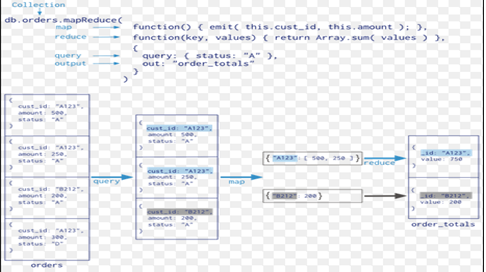 Collection
db.orders.mapReduce(
map function() { emit( this.cust_id, this.amount ); },
reduce function(key, values) { return Array.sum( values ) },
{
query query: { status: "A" },
output out: "order_totals"
}
)
{
cust_id: "A123",
amount: 500,
status: "A"
}
{
cust_id: "A123",
amount: 250,
status: "A"
}
{
cust_id: "B212",
amount: 200,
status: "A"
}
{
cust_id: "A123",
amount: 300,
status: "D"
}
orders
query
{
cust_id: "A123",
amount: 500,
status: "A"
}
{
cust_id: "A123",
amount: 250,
status: "A"
}
{
cust_id: "B212",
amount: 200,
status: "A"
}
map
{ "A123": [ 500, 250 ] }
{ "B212": 200 }
reduce
{
_id: "A123",
value: 750
}
{
_id: "B212",
value: 200
}
order_totals